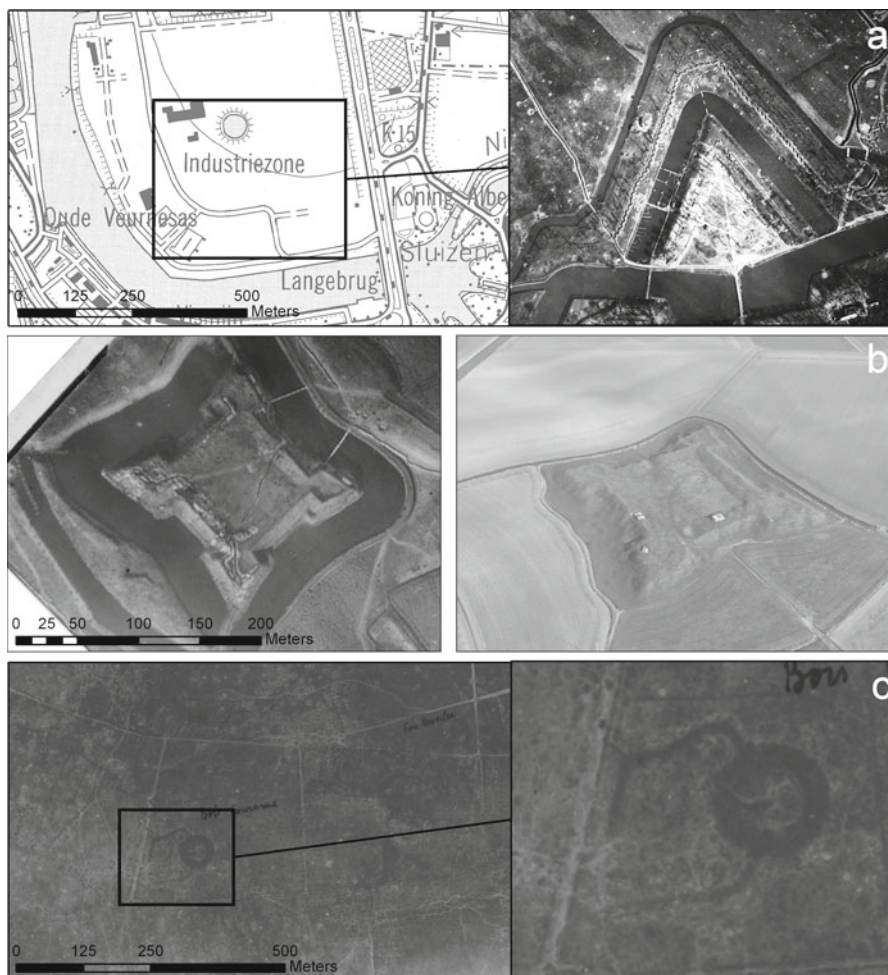 a
K-15
Industriezone
Ni
Koning Albe
Oude Veurnesas
Sluizen
Langebrug
0 125 250 500
Meters
b
0 25 50 100 150 200
Meters
c
Bois
0 125 250 500
Meters